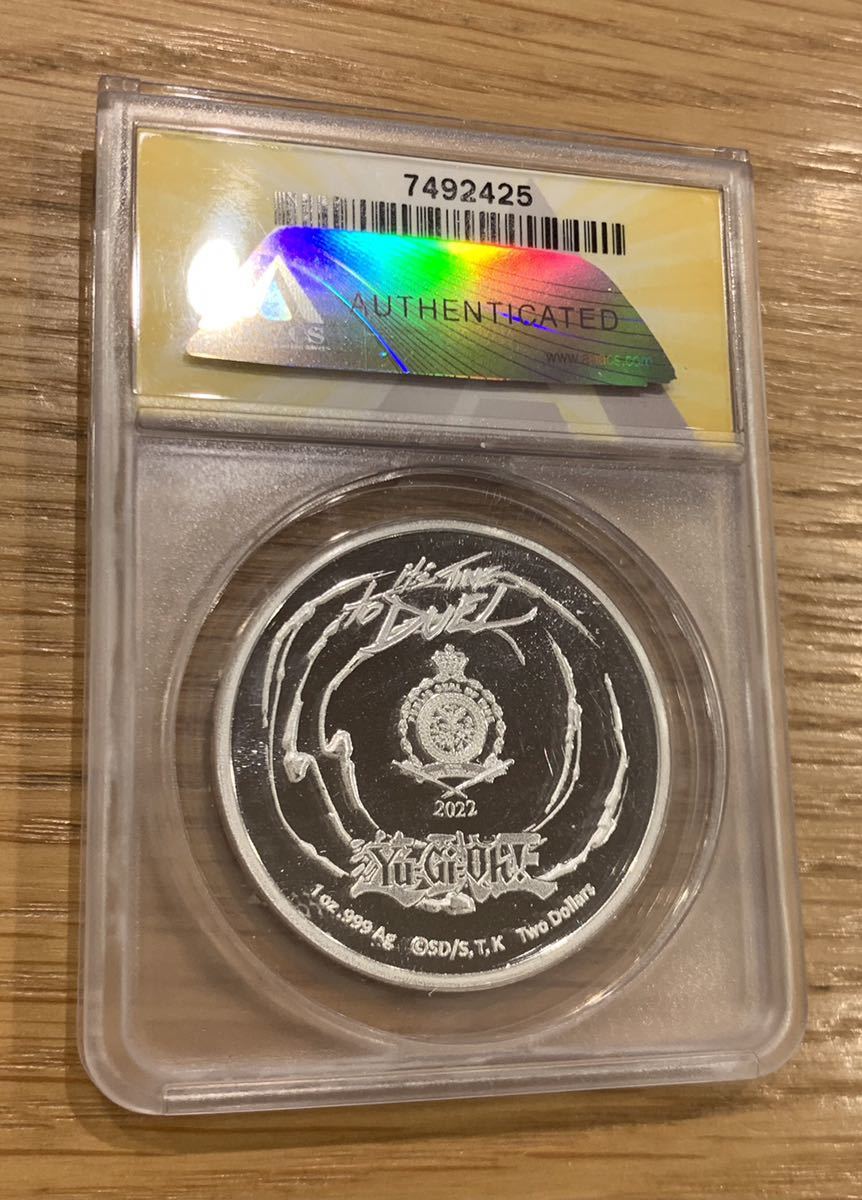 7492425
AUTHENTICATED
www.anacs.com
it's TIME
to DUEL
2022
Yu-Gi-Oh!
1 oz .999 Ag ©SD/S, T, K Two Dollars